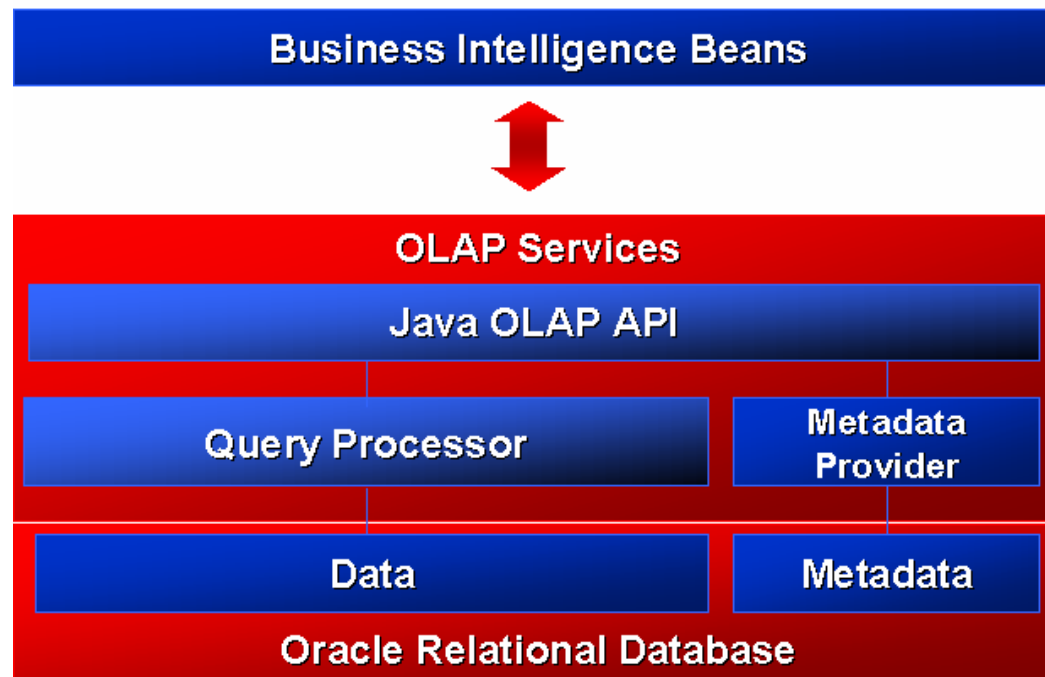 Business Intelligence Beans
OLAP Services
Java OLAP API
Query Processor
Metadata
Provider
Data
Metadata
Oracle Relational Database